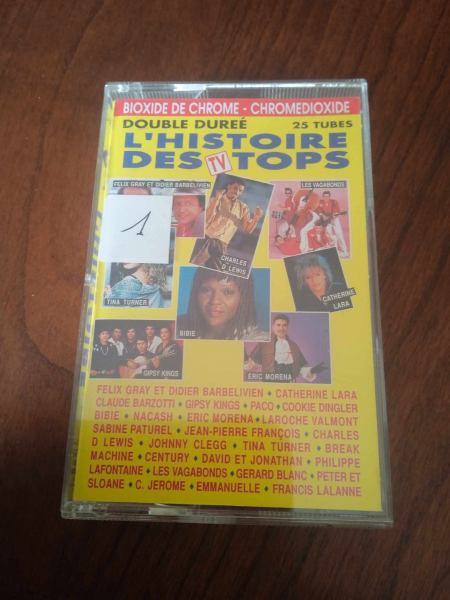 BIOXIDE DE CHROME - CHROMEDIOXIDE
DOUBLE DUREÉ 25 TUBES
L'HISTOIRE
DES TV TOPS
FELIX GRAY ET DIDIER BARBELIVIEN
LES VAGABONDS
1
CHARLES
D LEWIS
TINA TURNER
CATHERINE
LARA
BIBIE
GIPSY KINGS
ERIC MORENA
FELIX GRAY ET DIDIER BARBELIVIEN ♦ CATHERINE LARA
CLAUDE BARZOTTI ♦ GIPSY KINGS ♦ PACO ♦ COOKIE DINGLER
BIBIE ♦ NACASH ♦ ERIC MORENA ♦ LAROCHE VALMONT
SABINE PATUREL ♦ JEAN-PIERRE FRANÇOIS ♦ CHARLES
D LEWIS ♦ JOHNNY CLEGG ♦ TINA TURNER ♦ BREAK
MACHINE ♦ CENTURY ♦ DAVID ET JONATHAN ♦ PHILIPPE
LAFONTAINE ♦ LES VAGABONDS ♦ GERARD BLANC ♦ PETER ET
SLOANE ♦ C. JEROME ♦ EMMANUELLE ♦ FRANCIS LALANNE